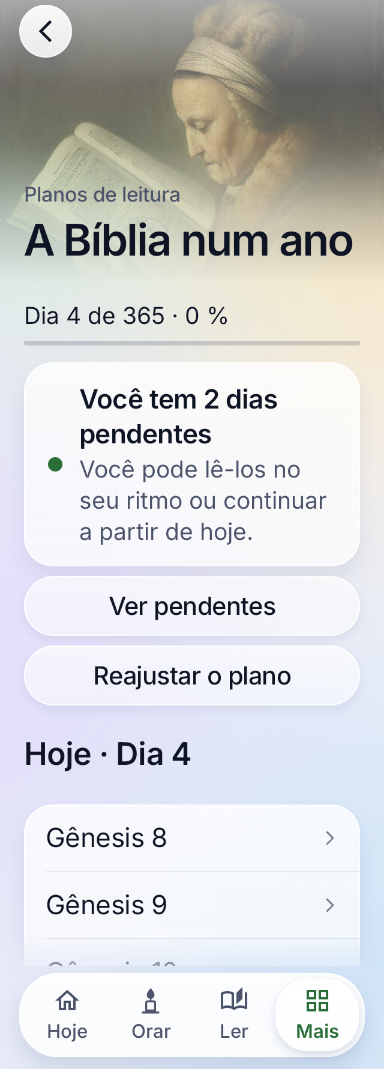 Planos de leitura
A Bíblia num ano
Dia 4 de 365 · 0 %
Você tem 2 dias
pendentes
Você pode lê-los no
seu ritmo ou continuar
a partir de hoje.
Ver pendentes
Reajustar o plano
Hoje · Dia 4
Gênesis 8
Gênesis 9
Hoje
Orar
Ler
Mais